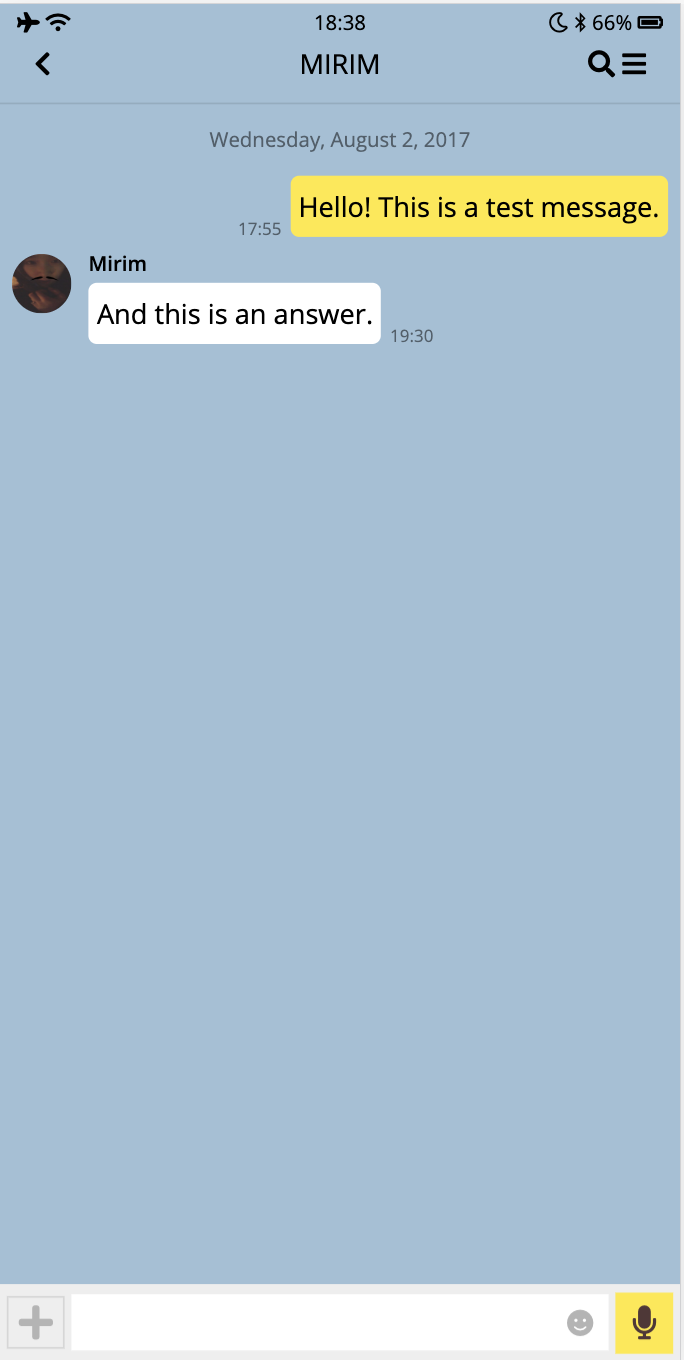 18:38
66%
MIRIM
Wednesday, August 2, 2017
Hello! This is a test message.
17:55
Mirim
And this is an answer.
19:30